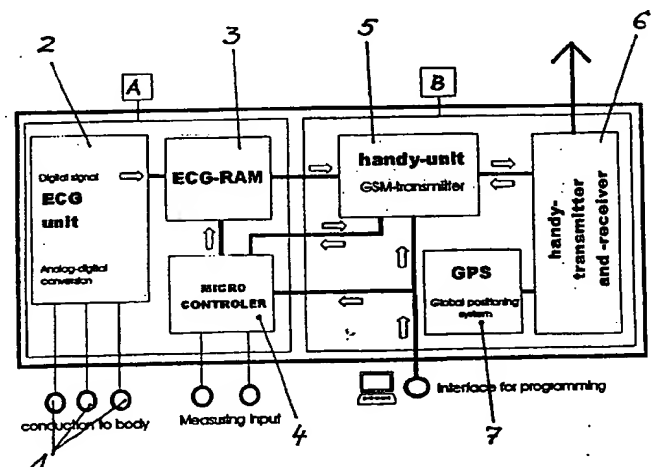 2
3
5
6
A
B
Digital signal
ECG
unit
Analog-digital
conversion
ECG-RAM
MICRO
CONTROLER
handy-unit
GSM-transmitter
GPS
Global positioning
system
handy-
transmitter
and -receiver
conduction to body
Measuring Input
4
Interface for programming
7
1